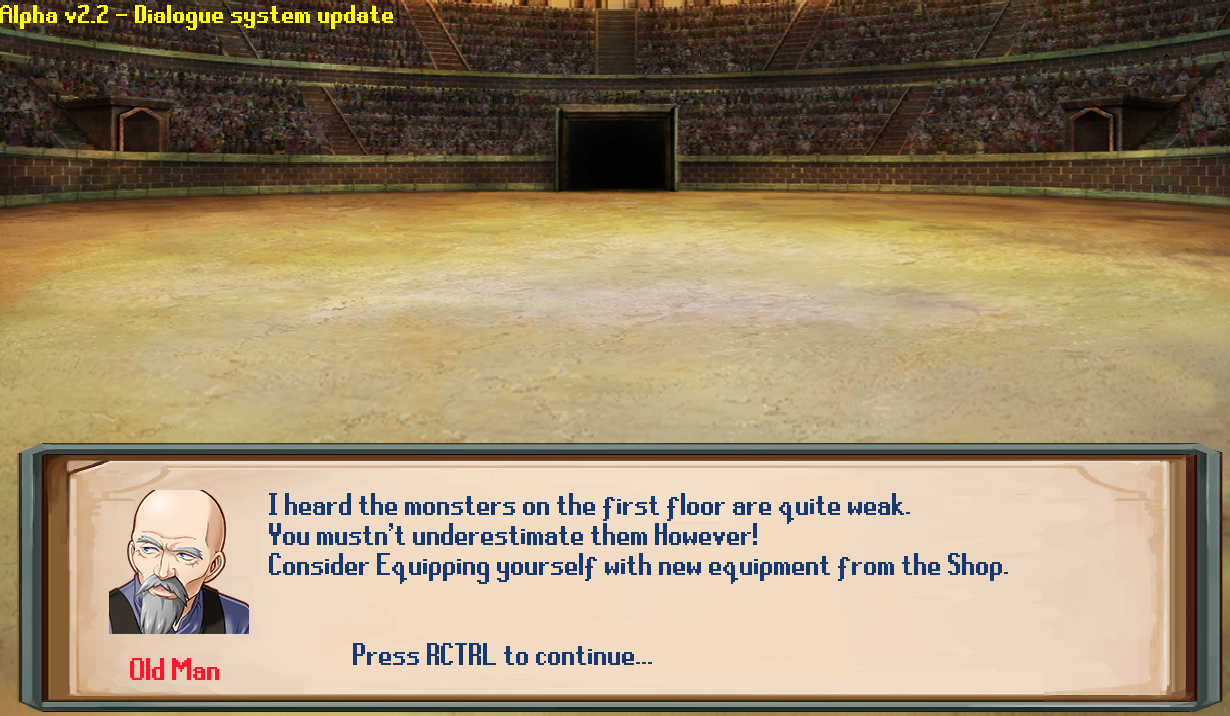 Alpha v2.2 - Dialogue system update
I heard the monsters on the first floor are quite weak.
You mustn't underestimate them However!
Consider Equipping yourself with new equipment from the Shop.
Press RCTRL to continue...
Old Man